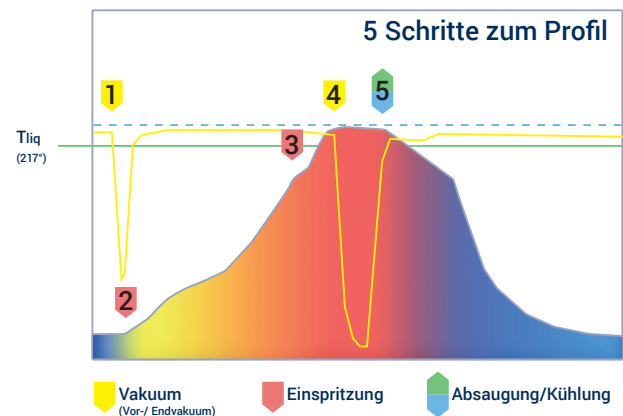 5 Schritte zum Profil
1
4
5
Tliq
(217°)
3
2
Vakuum
(Vor-/ Endvakuum)
Einspritzung
Absaugung/Kühlung